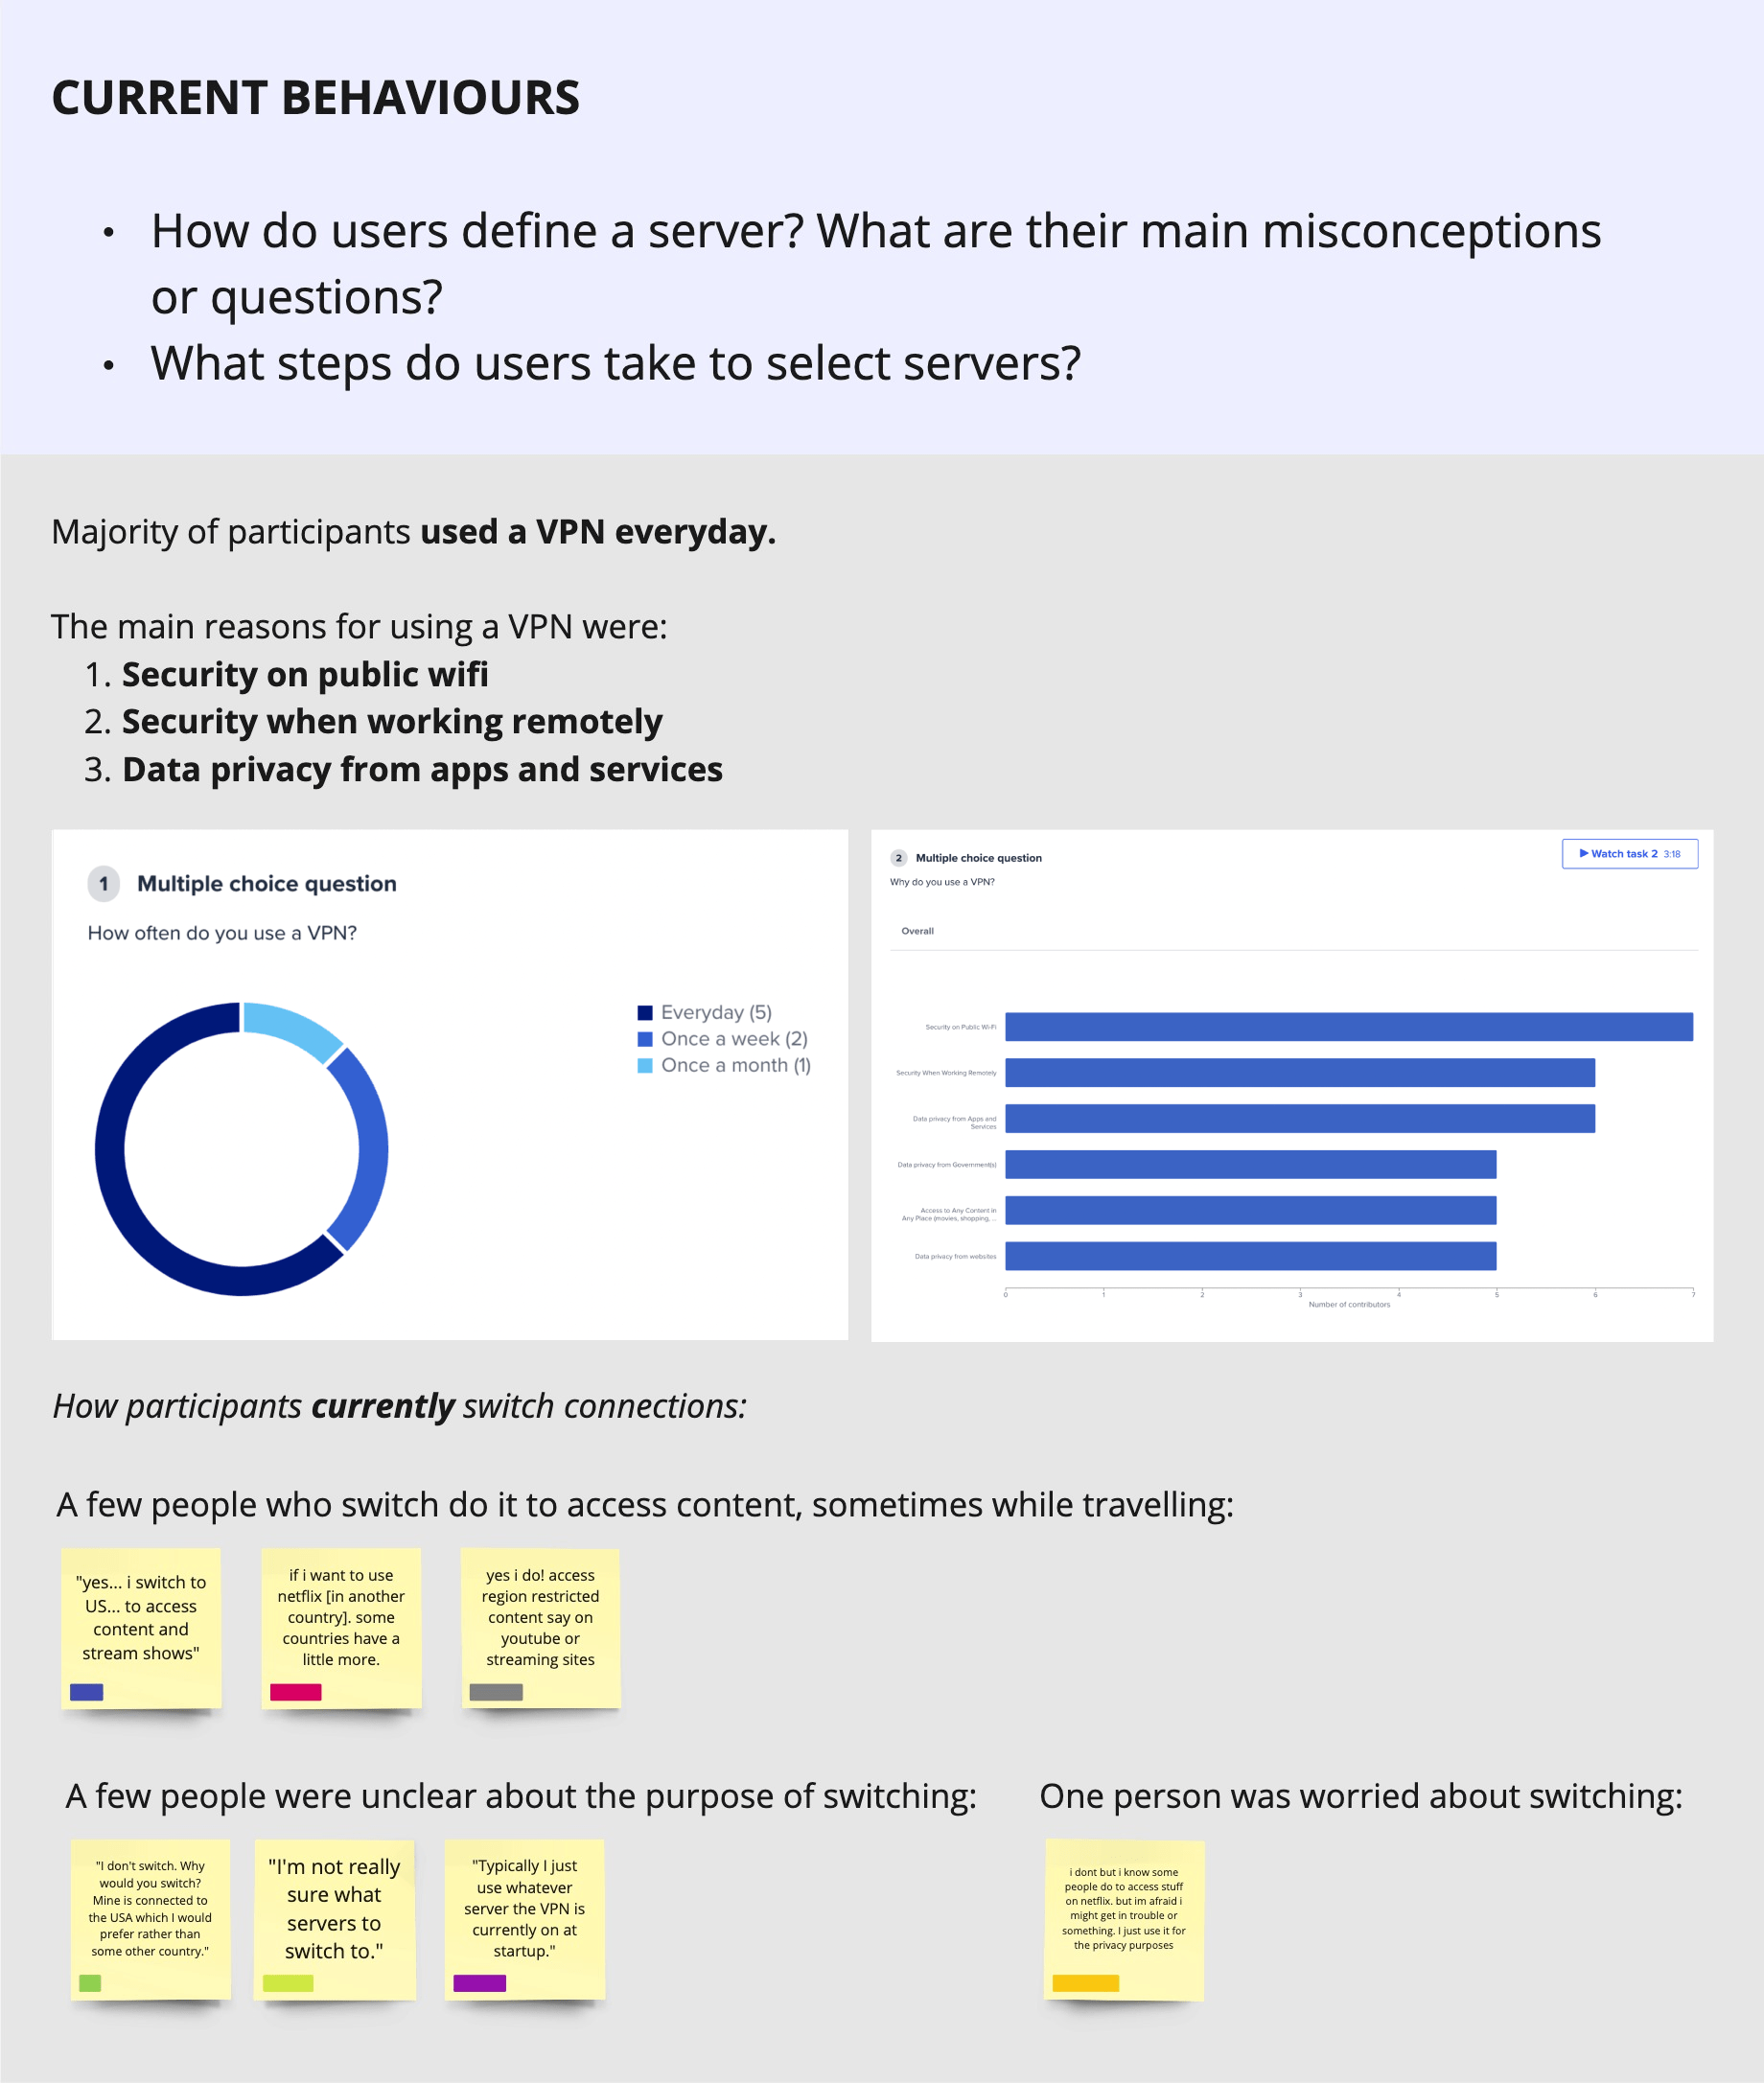 CURRENT BEHAVIOURS
• How do users define a server? What are their main misconceptions
or questions?
• What steps do users take to select servers?
Majority of participants used a VPN everyday.
The main reasons for using a VPN were:
1. Security on public wifi
2. Security when working remotely
3. Data privacy from apps and services
1 Multiple choice question
How often do you use a VPN?
Everyday (5)
Once a week (2)
Once a month (1)
2 Multiple choice question
Watch task 2 3:18
Why do you use a VPN?
Overall
Security on Public Wi-Fi
Security When Working Remotely
Data privacy from Apps and
Services
Data privacy from Government(s)
Access to Any Content in
Any Place (movies, shopping, ...
Data privacy from websites
0 1 2 3 4 5 6 7
Number of contributors
How participants currently switch connections:
A few people who switch do it to access content, sometimes while travelling:
"yes... i switch to
US... to access
content and
stream shows"
if i want to use
netflix [in another
country]. some
countries have a
little more.
yes i do! access
region restricted
content say on
youtube or
streaming sites
A few people were unclear about the purpose of switching:
"I don't switch. Why
would you switch?
Mine is connected to
the USA which I would
prefer rather than
some other country."
"I'm not really
sure what
servers to
switch to."
"Typically I just
use whatever
server the VPN is
currently on at
startup."
One person was worried about switching:
i dont but i know some
people do to access stuff
on netflix. but im afraid i
might get in trouble or
something. I just use it for
the privacy purposes